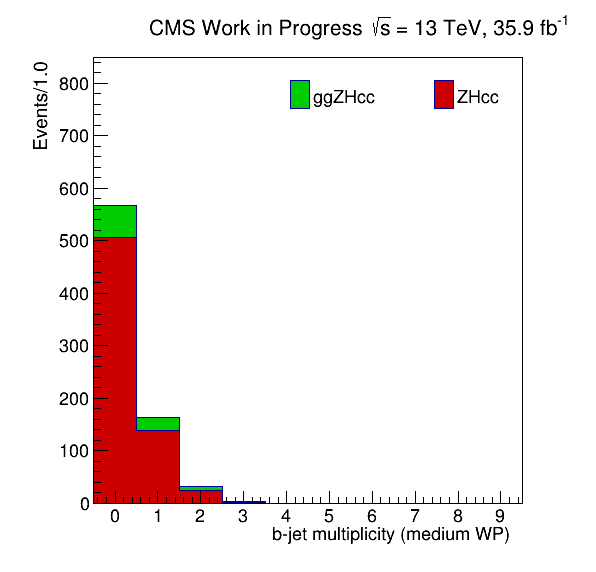 CMS Work in Progress √s = 13 TeV, 35.9 fb⁻¹
Events/1.0
800
700
600
500
400
300
200
100
0
ggZHcc ZHcc
0 1 2 3 4 5 6 7 8 9
b-jet multiplicity (medium WP)